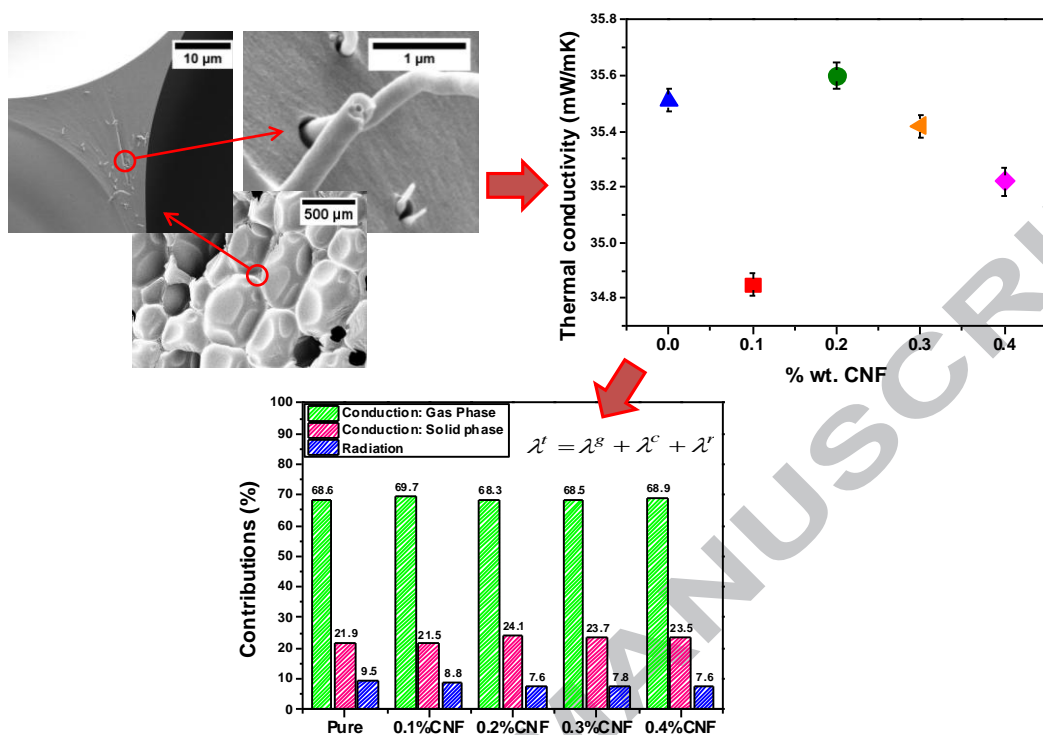 10 µm
1 µm
500 µm
Thermal conductivity (mW/mK)
35.8
35.6
35.4
35.2
35.0
34.8
0.0 0.1 0.2 0.3 0.4
% wt. CNF
Contributions (%)
100
90
80
70
60
50
40
30
20
10
0
Conduction: Gas Phase
Conduction: Solid phase
Radiation
λᵗ = λᵍ + λᶜ + λʳ
68.6 69.7 68.3 68.5 68.9
21.9 21.5 24.1 23.7 23.5
9.5 8.8 7.6 7.8 7.6
Pure 0.1%CNF 0.2%CNF 0.3%CNF 0.4%CNF